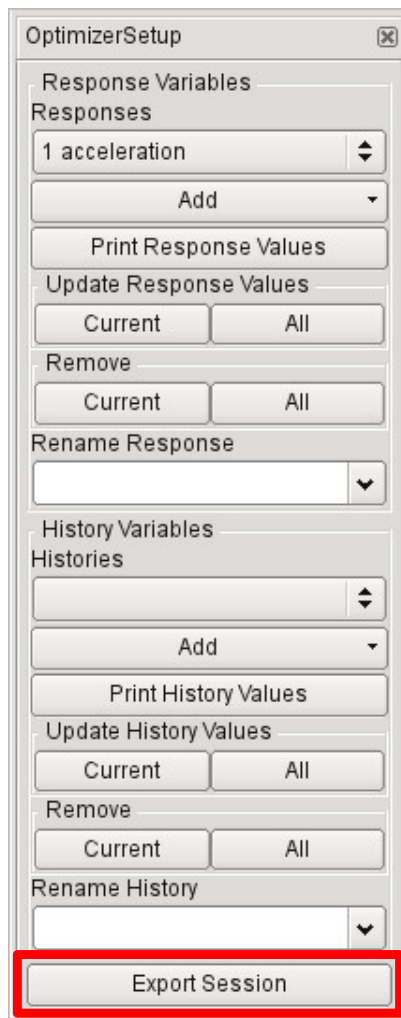 OptimizerSetup
Response Variables
Responses
1 acceleration
Add
Print Response Values
Update Response Values
Current All
Remove
Current All
Rename Response
History Variables
Histories
Add
Print History Values
Update History Values
Current All
Remove
Current All
Rename History
Export Session